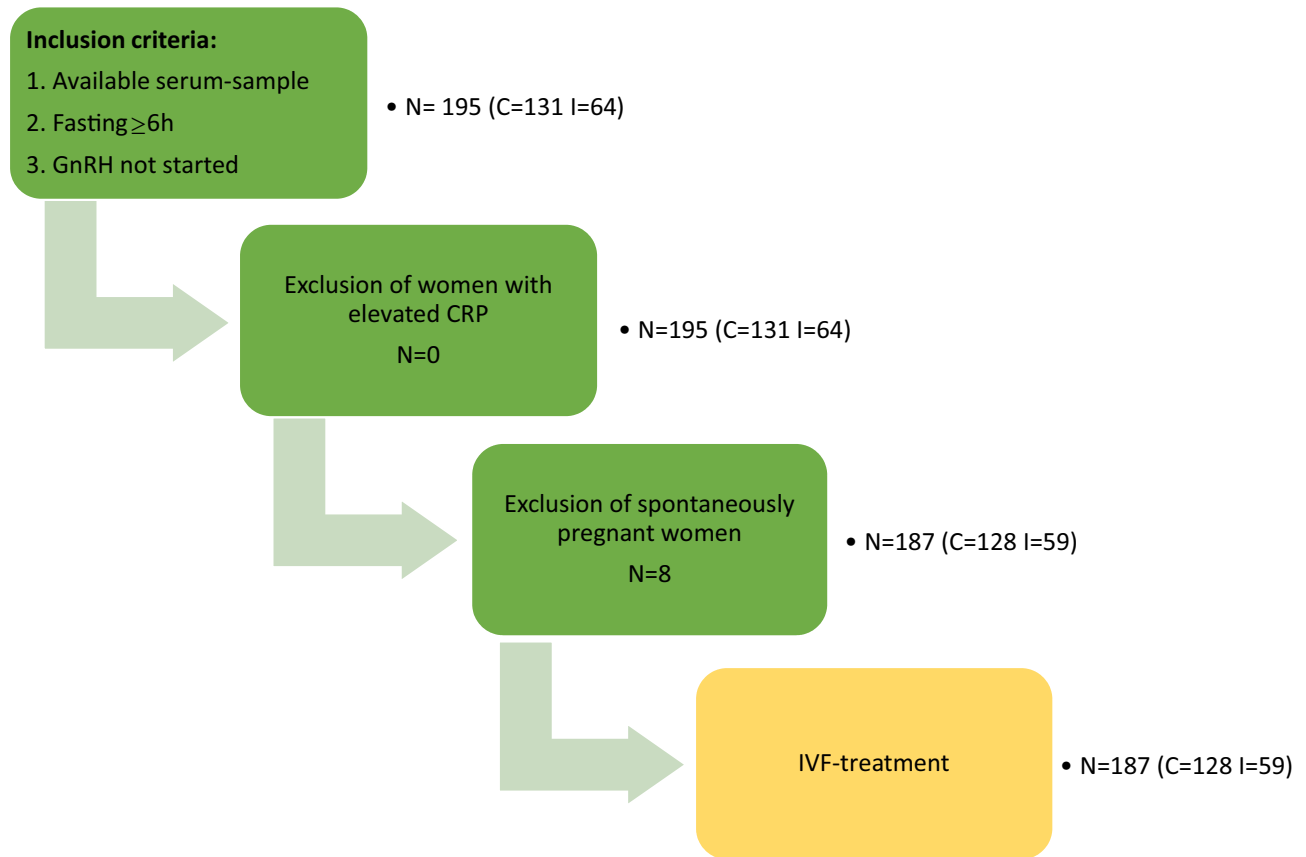 Inclusion criteria:
1. Available serum-sample
2. Fasting ≥6h
3. GnRH not started
• N= 195 (C=131 I=64)
Exclusion of women with
elevated CRP
N=0
• N=195 (C=131 I=64)
Exclusion of spontaneously
pregnant women
N=8
• N=187 (C=128 I=59)
IVF-treatment
• N=187 (C=128 I=59)